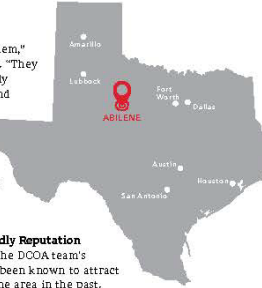 em,"
. "They
ly
nd
Amarillo
Lubbock
ABILENE
Fort
Worth
Dallas
Austin
San Antonio
Houston
dly Reputation
he DCOA team's
been known to attract
he area in the past.